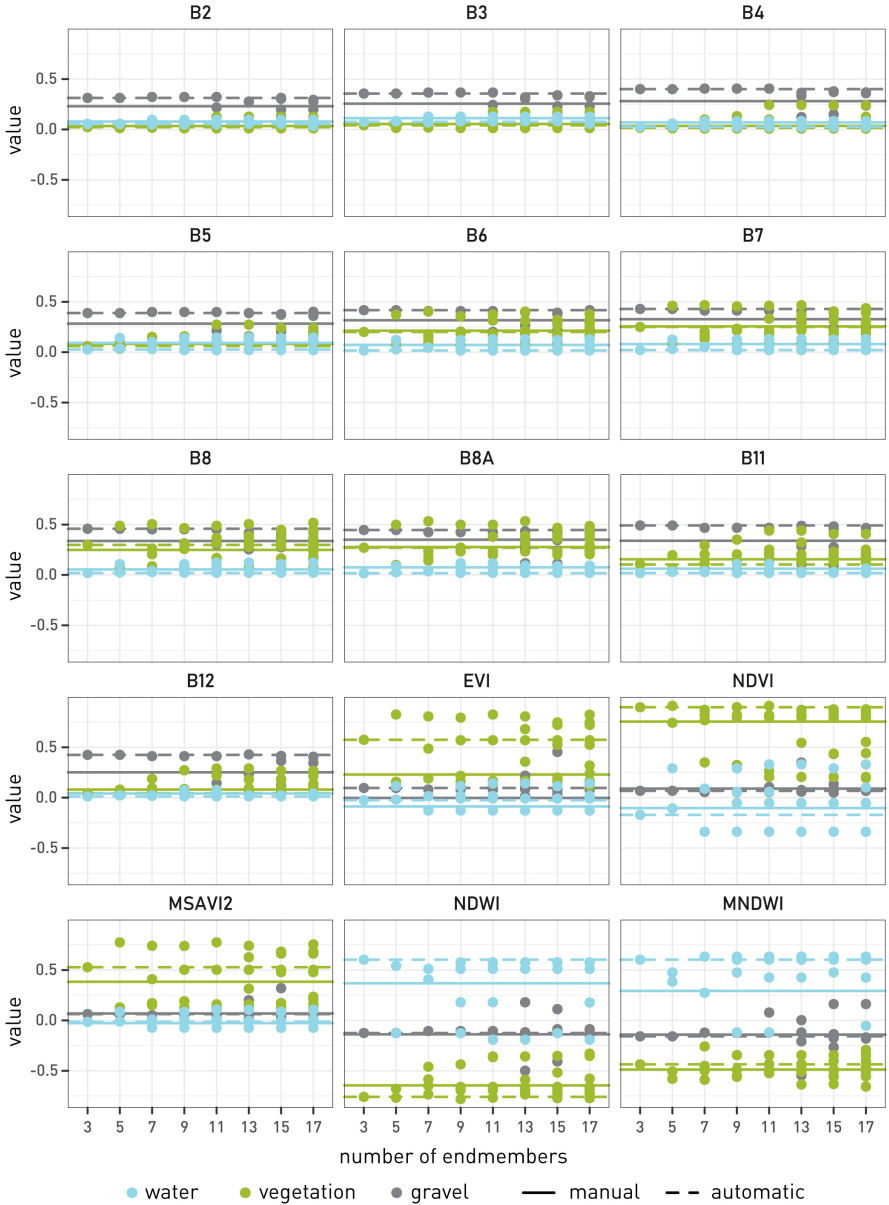 B2 B3 B4
value 0.5 0.0 -0.5
B5 B6 B7
value 0.5 0.0 -0.5
B8 B8A B11
value 0.5 0.0 -0.5
B12 EVI NDVI
value 0.5 0.0 -0.5
MSAVI2 NDWI MNDWI
value 0.5 0.0 -0.5
3 5 7 9 11 13 15 17 3 5 7 9 11 13 15 17 3 5 7 9 11 13 15 17
number of endmembers
water vegetation gravel manual automatic